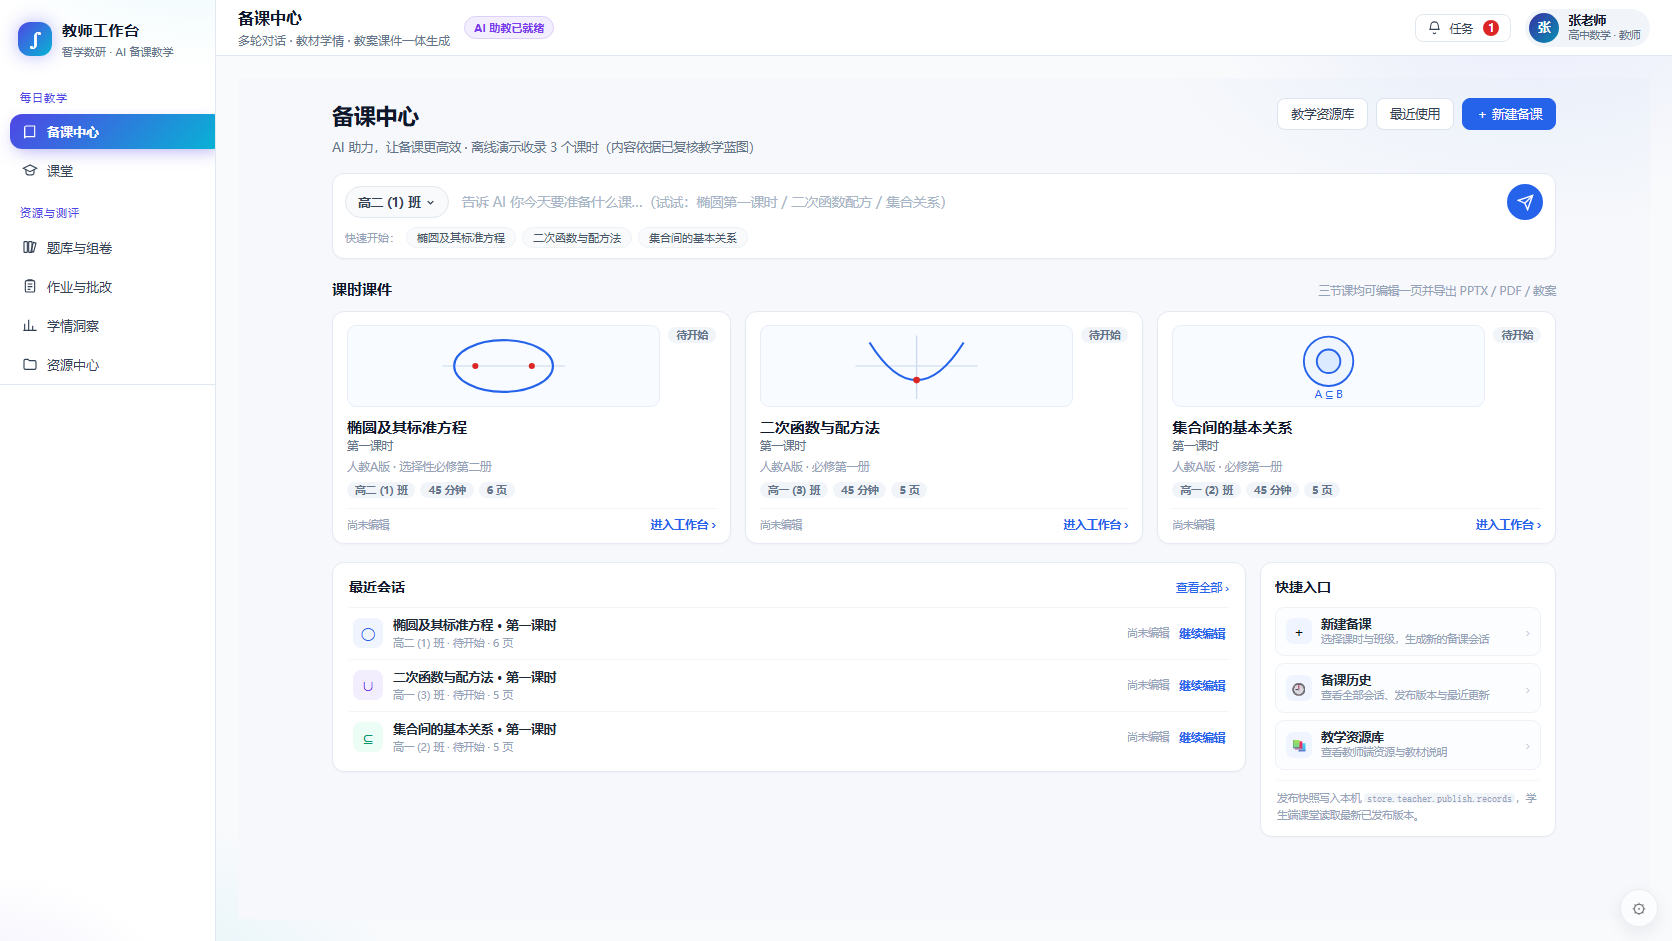 教师工作台
智学数研 · AI 备课教学
每日教学
备课中心
课堂
资源与测评
题库与组卷
作业与批改
学情洞察
资源中心
备课中心
多轮对话 · 教材学情 · 教案课件一体生成
AI 助教已就绪
任务 1
张
张老师
高中数学 · 教师
备课中心
AI 助力，让备课更高效 · 离线演示收录 3 个课时（内容依据已复核教学蓝图）
教学资源库
最近使用
+ 新建备课
高二 (1) 班
告诉 AI 你今天要准备什么课...（试试：椭圆第一课时 / 二次函数配方 / 集合关系）
快速开始：
椭圆及其标准方程
二次函数与配方法
集合间的基本关系
课时课件
三节课均可编辑一页并导出 PPTX / PDF / 教案
待开始
椭圆及其标准方程
第一课时
人教A版 · 选择性必修第二册
高二 (1) 班 45 分钟 6 页
尚未编辑
进入工作台 ›
待开始
二次函数与配方法
第一课时
人教A版 · 必修第一册
高一 (3) 班 45 分钟 5 页
尚未编辑
进入工作台 ›
A ⊆ B
待开始
集合间的基本关系
第一课时
人教A版 · 必修第一册
高一 (2) 班 45 分钟 5 页
尚未编辑
进入工作台 ›
最近会话
查看全部 ›
椭圆及其标准方程 • 第一课时
高二 (1) 班 · 待开始 · 6 页
尚未编辑 继续编辑
二次函数与配方法 • 第一课时
高一 (3) 班 · 待开始 · 5 页
尚未编辑 继续编辑
集合间的基本关系 • 第一课时
高一 (2) 班 · 待开始 · 5 页
尚未编辑 继续编辑
快捷入口
新建备课
选择课时与班级，生成新的备课会话
备课历史
查看全部会话、发布版本与最近更新
教学资源库
查看教师端资源与教材说明
发布快照写入本机 store.teacher.publish.records，学
生端课堂读取最新已发布版本。